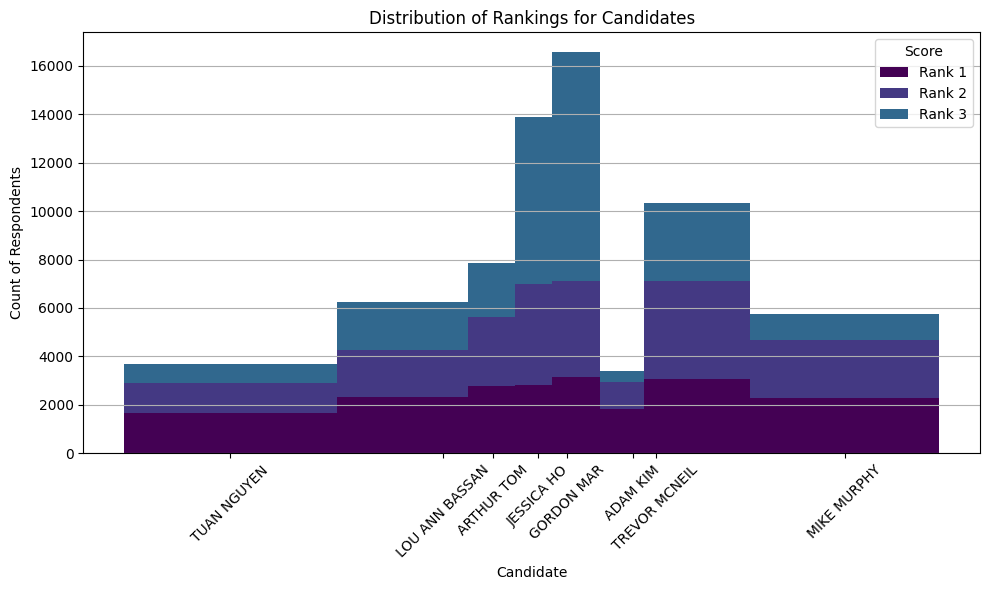 Distribution of Rankings for Candidates
Score
Rank 1
Rank 2
Rank 3
Count of Respondents
16000
14000
12000
10000
8000
6000
4000
2000
0
TUAN NGUYEN
LOU ANN BASSAN
ARTHUR TOM
JESSICA HO
GORDON MAR
ADAM KIM
TREVOR MCNEIL
MIKE MURPHY
Candidate